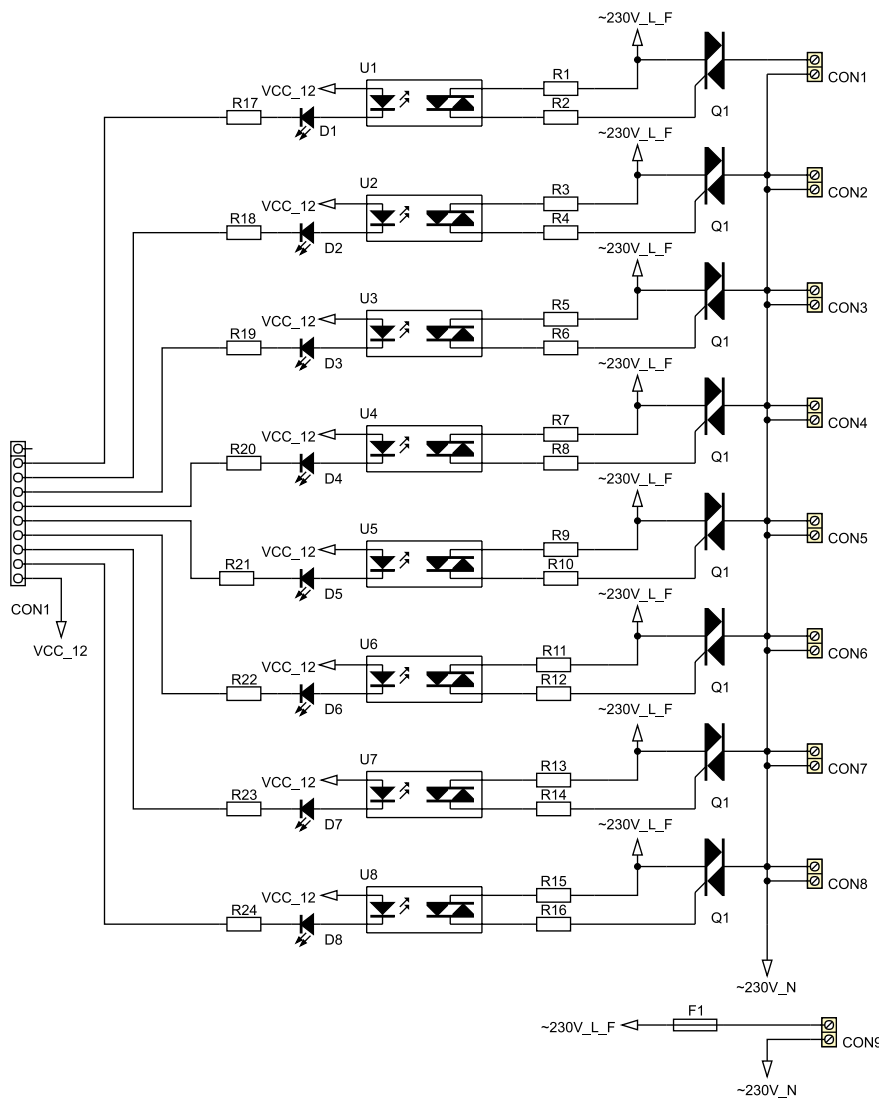 ~230V_L_F
U1
R1
VCC_12
CON1
R17
R2
Q1
D1
~230V_L_F
U2
R3
VCC_12
CON2
R18
R4
Q1
D2
~230V_L_F
U3
R5
VCC_12
CON3
R19
R6
Q1
D3
~230V_L_F
U4
R7
VCC_12
CON4
R20
R8
Q1
D4
~230V_L_F
U5
R9
VCC_12
CON5
R21
R10
Q1
D5
~230V_L_F
CON1
VCC_12
U6
R11
VCC_12
CON6
R22
R12
Q1
D6
~230V_L_F
U7
R13
VCC_12
CON7
R23
R14
Q1
D7
~230V_L_F
U8
R15
VCC_12
CON8
R24
R16
Q1
D8
~230V_N
F1
~230V_L_F
CON9
~230V_N